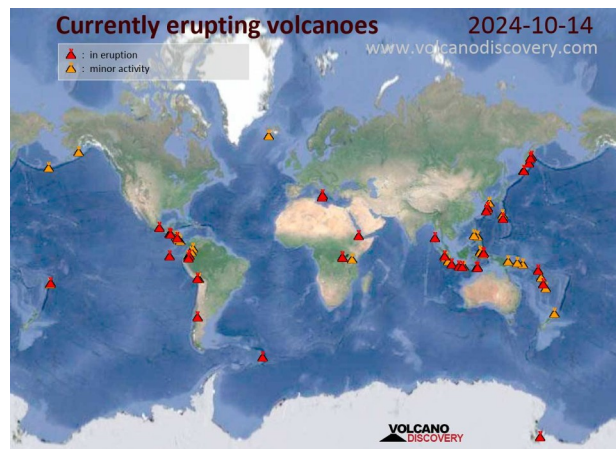 Currently erupting volcanoes 2024-10-14
www.volcanodiscovery.com
: in eruption
: minor activity
VOLCANO
DISCOVERY